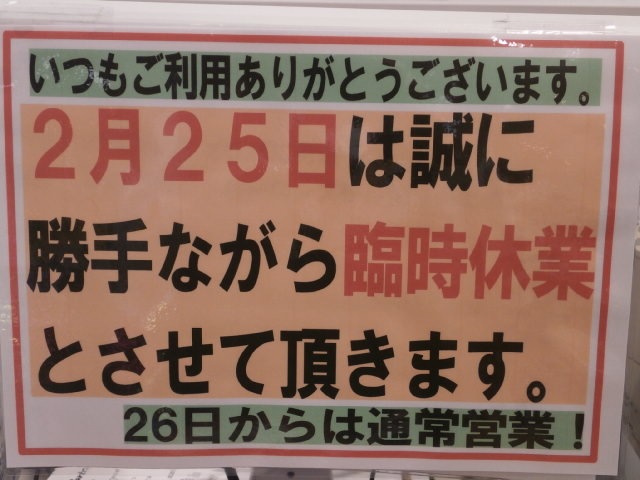 いつもご利用ありがとうございます。
２月２５日は誠に
勝手ながら臨時休業
とさせて頂きます。
26日からは通常営業！